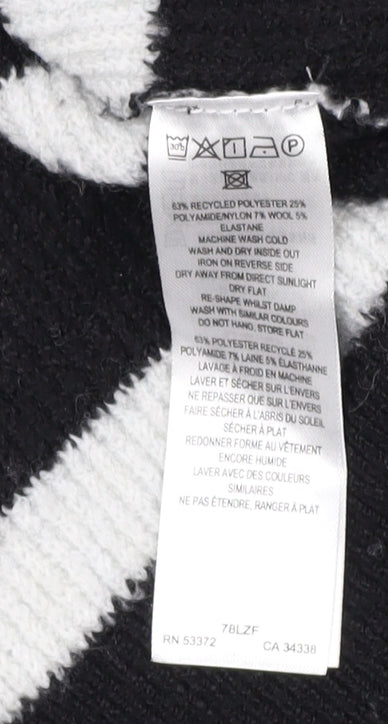 30°
P
63% RECYCLED POLYESTER 25%
POLYAMIDE/NYLON 7% WOOL 5%
ELASTANE
MACHINE WASH COLD
WASH AND DRY INSIDE OUT
IRON ON REVERSE SIDE
DRY AWAY FROM DIRECT SUNLIGHT
DRY FLAT
RE-SHAPE WHILST DAMP
WASH WITH SIMILAR COLOURS
DO NOT HANG, STORE FLAT
63% POLYESTER RECYCLÉ 25%
POLYAMIDE 7% LAINE 5% ÉLASTHANNE
LAVAGE À FROID EN MACHINE
LAVER ET SÉCHER SUR L'ENVERS
NE REPASSER QUE SUR L'ENVERS
FAIRE SÉCHER À L'ABRIS DU SOLEIL
SÉCHER À PLAT
REDONNER FORME AU VÊTEMENT
ENCORE HUMIDE
LAVER AVEC DES COULEURS
SIMILAIRES
NE PAS ÉTENDRE, RANGER À PLAT
78LZF
RN 53372 CA 34338